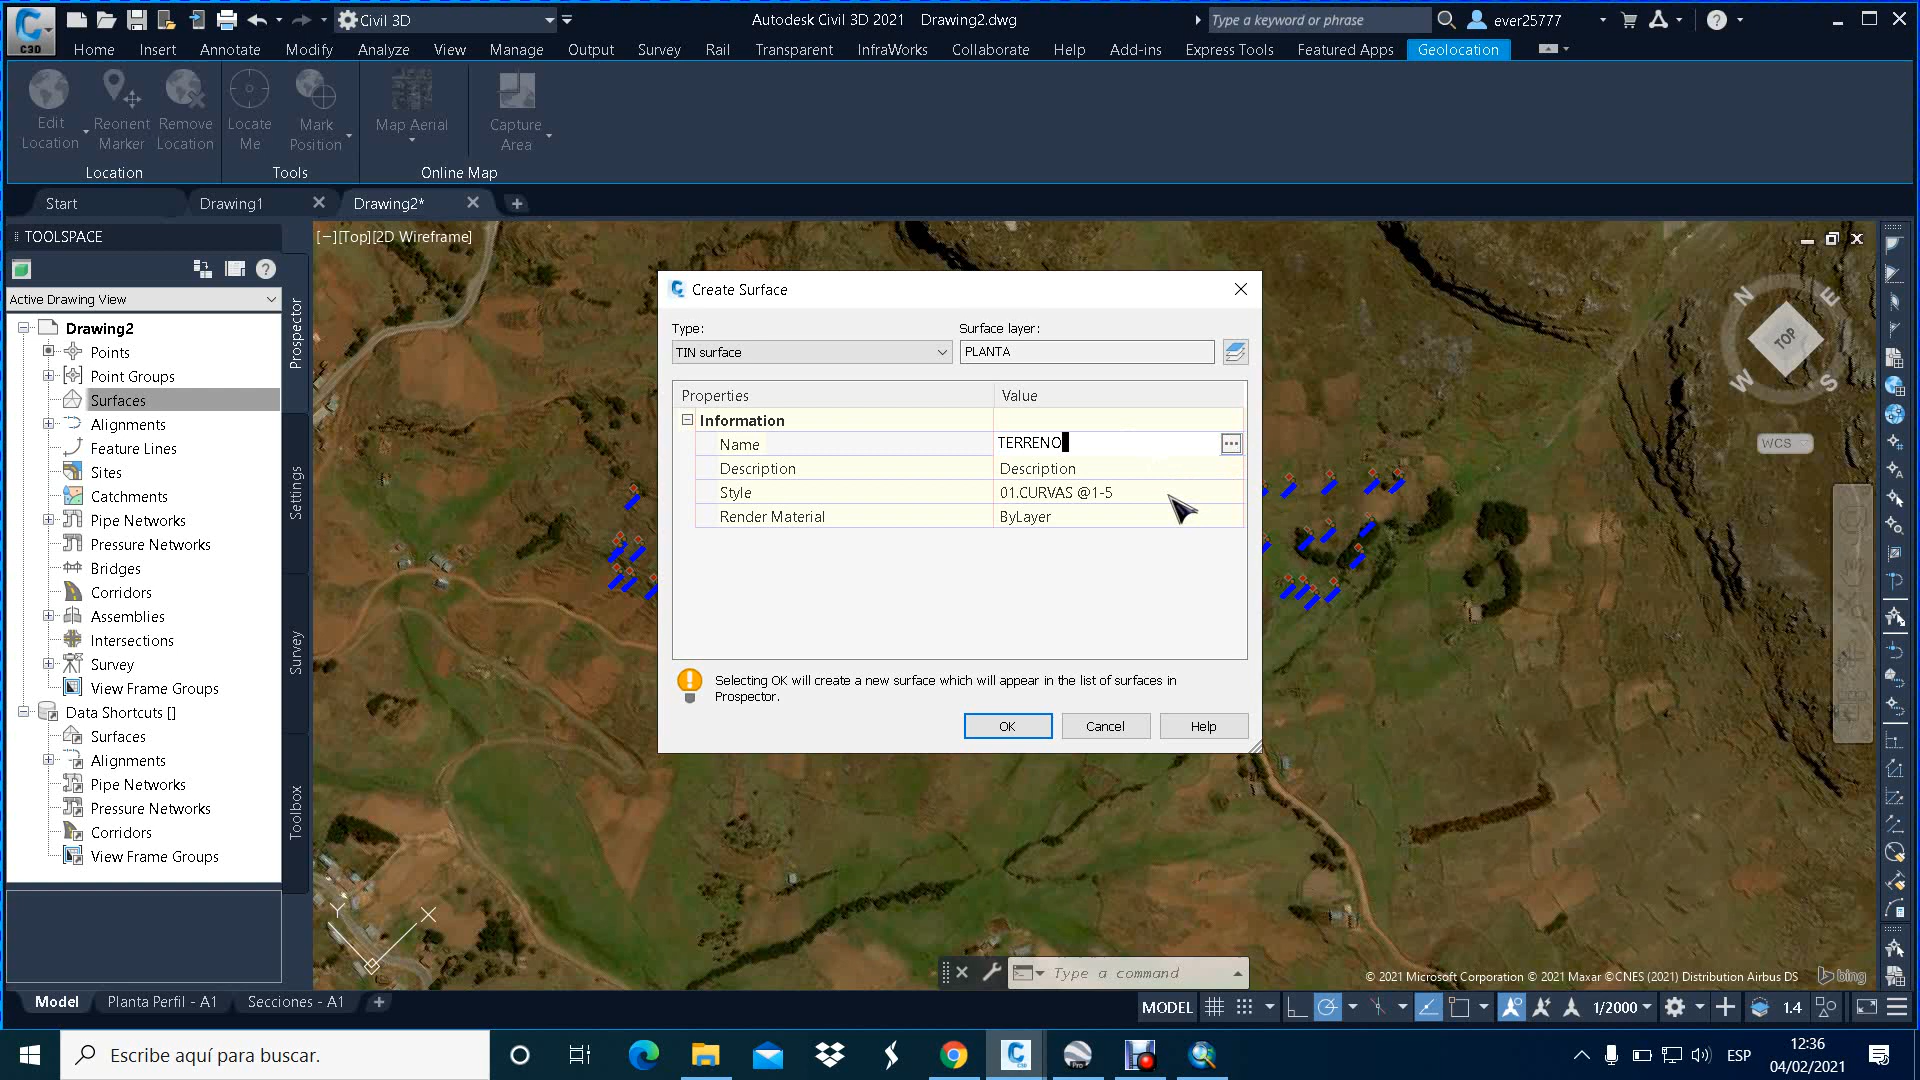 C3D
Civil 3D
Autodesk Civil 3D 2021 Drawing2.dwg
Type a keyword or phrase
ever25777
Home Insert Annotate Modify Analyze View Manage Output Survey Rail Transparent InfraWorks Collaborate Help Add-ins Express Tools Featured Apps Geolocation
Edit Location
Reorient Marker
Remove Location
Locate Me
Mark Position
Map Aerial
Capture Area
Location
Tools
Online Map
Start
Drawing1
Drawing2*
TOOLSPACE
[−][Top][2D Wireframe]
Active Drawing View
Drawing2
Points
Point Groups
Surfaces
Alignments
Feature Lines
Sites
Catchments
Pipe Networks
Pressure Networks
Bridges
Corridors
Assemblies
Intersections
Survey
View Frame Groups
Data Shortcuts []
Surfaces
Alignments
Pipe Networks
Pressure Networks
Corridors
View Frame Groups
Prospector
Settings
Survey
Toolbox
Create Surface
Type:
Surface layer:
TIN surface
PLANTA
Properties
Value
Information
Name
TERRENO
Description
Description
Style
01.CURVAS @1-5
Render Material
ByLayer
Selecting OK will create a new surface which will appear in the list of surfaces in
Prospector.
OK
Cancel
Help
N
E
TOP
W
S
WCS
Y
X
Type a command
© 2021 Microsoft Corporation © 2021 Maxar ©CNES (2021) Distribution Airbus DS
bing
Model
Planta Perfil - A1
Secciones - A1
MODEL
1/2000
1.4
Escribe aquí para buscar.
Pro
C3D
ESP
12:36
04/02/2021